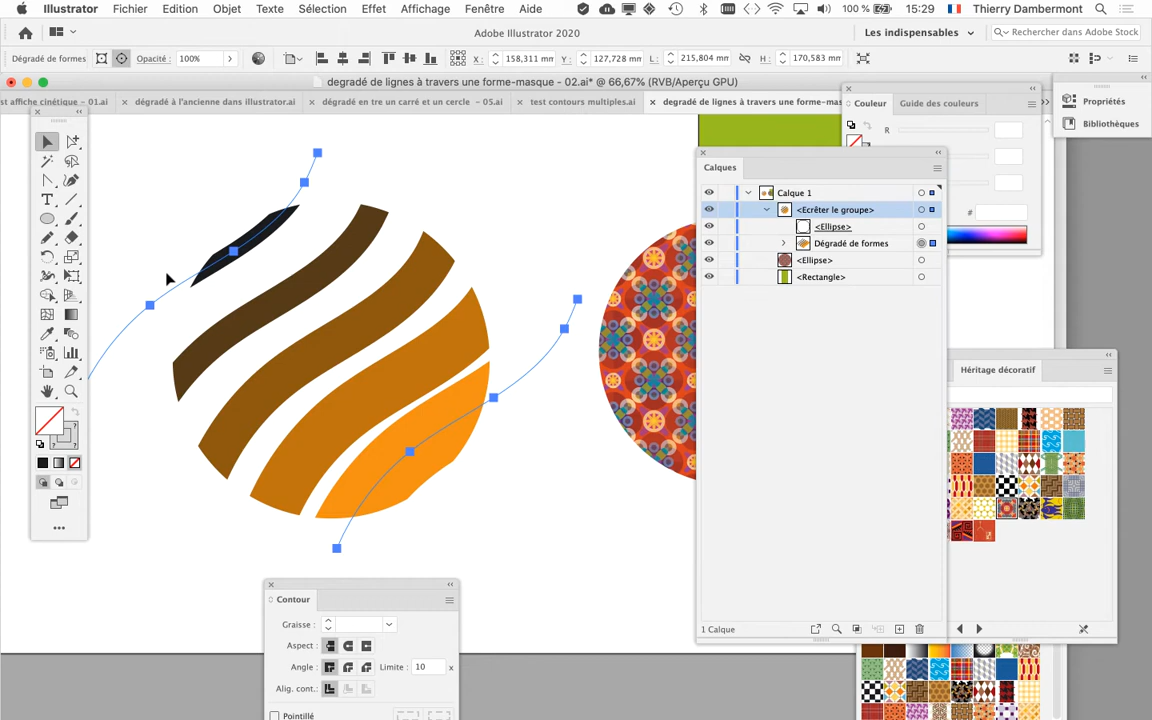 Illustrator Fichier Edition Objet Texte Sélection Effet Affichage Fenêtre Aide 100 % 15:29 Thierry Dambermont
Adobe Illustrator 2020 Les indispensables Rechercher dans Adobe Stock
Dégradé de formes Opacité : 100% X : 158,311 mm Y : 127,728 mm L : 215,804 mm H : 170,583 mm
degradé de lignes à travers une forme-masque - 02.ai* @ 66,67% (RVB/Aperçu GPU)
st affiche cinétique - 01.ai dégradé à l'ancienne dans illustrator.ai dégradé en tre un carré et un cercle - 05.ai test contours multiples.ai degradé de lignes à travers une forme-mas
Couleur Guide des couleurs
Propriétés
Bibliothèques
R
#
Calques
Calque 1
<Ecrêter le groupe>
<Ellipse>
Dégradé de formes
<Ellipse>
<Rectangle>
1 Calque
Héritage décoratif
Contour
Graisse :
Aspect :
Angle : Limite : 10 x
Alig. cont. :
Pointillé